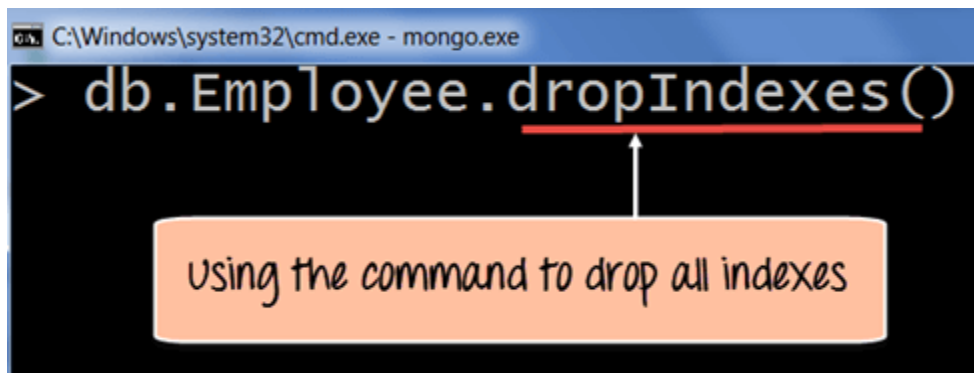 C:\Windows\system32\cmd.exe - mongo.exe
> db.Employee.dropIndexes()
Using the command to drop all indexes